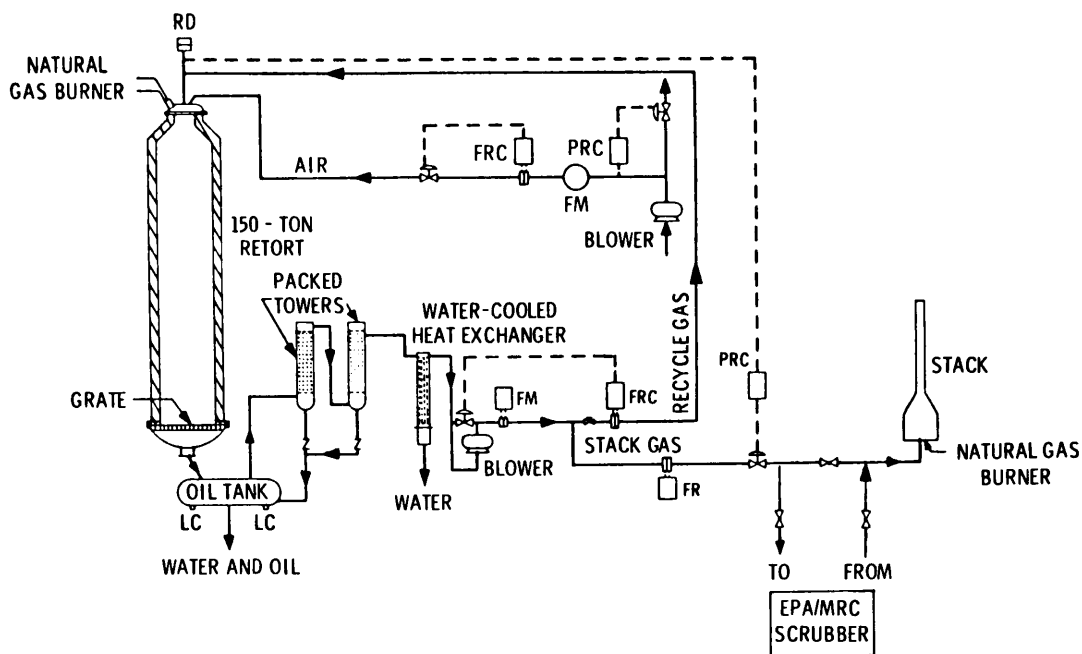 RD
NATURAL
GAS BURNER
AIR
FRC
PRC
FM
BLOWER
150 - TON
RETORT
PACKED
TOWERS
WATER-COOLED
HEAT EXCHANGER
RECYCLE GAS
PRC
STACK
GRATE
FM
FRC
STACK GAS
BLOWER
NATURAL GAS
BURNER
OIL TANK
WATER
FR
LC
LC
WATER AND OIL
TO
FROM
EPA/MRC
SCRUBBER